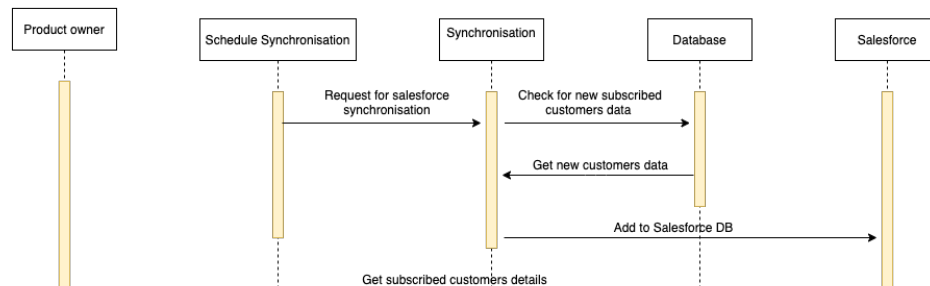 Product owner
Schedule Synchronisation
Synchronisation
Database
Salesforce
Request for salesforce
synchronisation
Check for new subscribed
customers data
Get new customers data
Add to Salesforce DB
Get subscribed customers details